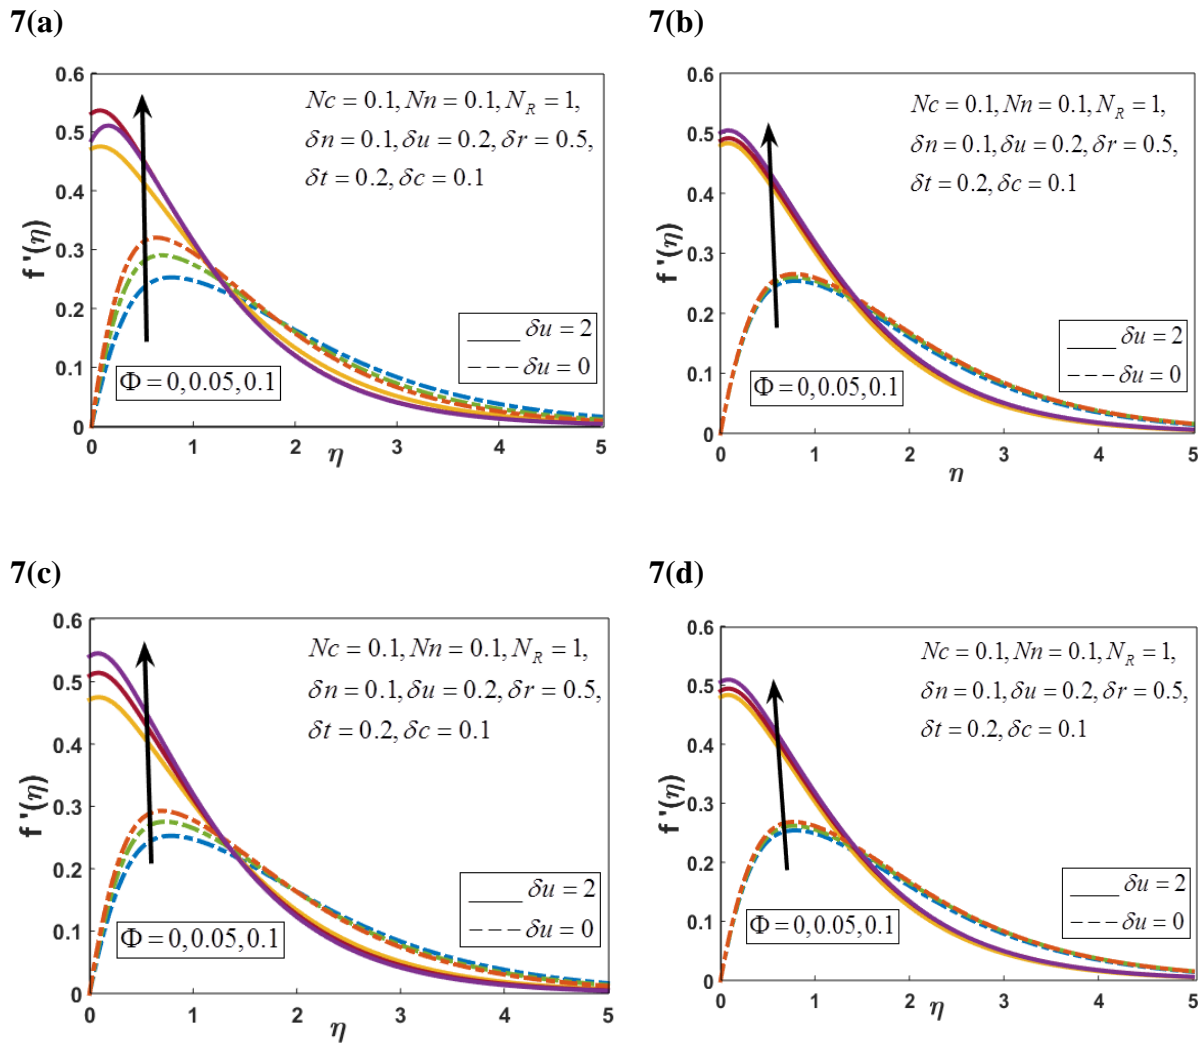 7(a)
0.6
0.5
0.4
0.3
0.2
0.1
0
f '(η)
Nc = 0.1, Nn = 0.1, N_R = 1,
δn = 0.1, δu = 0.2, δr = 0.5,
δt = 0.2, δc = 0.1
δu = 2
δu = 0
Φ = 0, 0.05, 0.1
0 1 2 3 4 5
η
7(b)
0.6
0.5
0.4
0.3
0.2
0.1
0
f '(η)
Nc = 0.1, Nn = 0.1, N_R = 1,
δn = 0.1, δu = 0.2, δr = 0.5,
δt = 0.2, δc = 0.1
δu = 2
δu = 0
Φ = 0, 0.05, 0.1
0 1 2 3 4 5
η
7(c)
0.6
0.5
0.4
0.3
0.2
0.1
0
f '(η)
Nc = 0.1, Nn = 0.1, N_R = 1,
δn = 0.1, δu = 0.2, δr = 0.5,
δt = 0.2, δc = 0.1
δu = 2
δu = 0
Φ = 0, 0.05, 0.1
0 1 2 3 4 5
η
7(d)
0.6
0.5
0.4
0.3
0.2
0.1
0
f '(η)
Nc = 0.1, Nn = 0.1, N_R = 1,
δn = 0.1, δu = 0.2, δr = 0.5,
δt = 0.2, δc = 0.1
δu = 2
δu = 0
Φ = 0, 0.05, 0.1
0 1 2 3 4 5
η